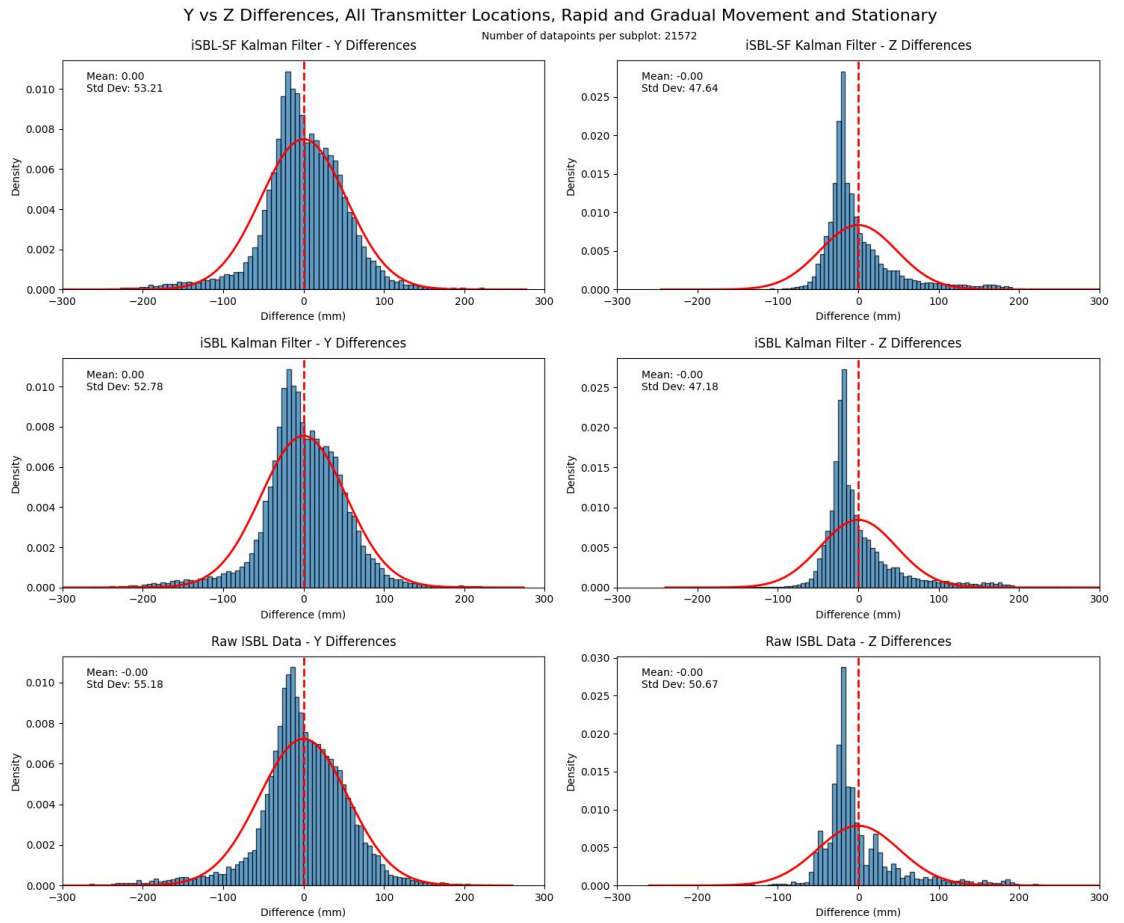 Y vs Z Differences, All Transmitter Locations, Rapid and Gradual Movement and Stationary
Number of datapoints per subplot: 21572
iSBL-SF Kalman Filter - Y Differences
Mean: 0.00
Std Dev: 53.21
0.010
0.008
0.006
0.004
0.002
0.000
Density
−300
−200
−100
0
100
200
300
Difference (mm)
iSBL-SF Kalman Filter - Z Differences
Mean: -0.00
Std Dev: 47.64
0.025
0.020
0.015
0.010
0.005
0.000
Density
−300
−200
−100
0
100
200
300
Difference (mm)
iSBL Kalman Filter - Y Differences
Mean: 0.00
Std Dev: 52.78
0.010
0.008
0.006
0.004
0.002
0.000
Density
−300
−200
−100
0
100
200
300
Difference (mm)
iSBL Kalman Filter - Z Differences
Mean: -0.00
Std Dev: 47.18
0.025
0.020
0.015
0.010
0.005
0.000
Density
−300
−200
−100
0
100
200
300
Difference (mm)
Raw ISBL Data - Y Differences
Mean: -0.00
Std Dev: 55.18
0.010
0.008
0.006
0.004
0.002
0.000
Density
−300
−200
−100
0
100
200
300
Difference (mm)
Raw ISBL Data - Z Differences
Mean: -0.00
Std Dev: 50.67
0.030
0.025
0.020
0.015
0.010
0.005
0.000
Density
−300
−200
−100
0
100
200
300
Difference (mm)